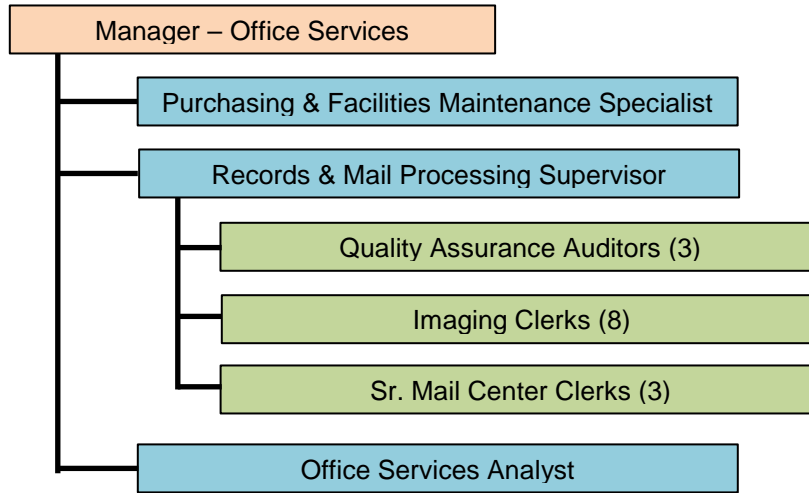 Manager – Office Services
Purchasing & Facilities Maintenance Specialist
Records & Mail Processing Supervisor
Quality Assurance Auditors (3)
Imaging Clerks (8)
Sr. Mail Center Clerks (3)
Office Services Analyst